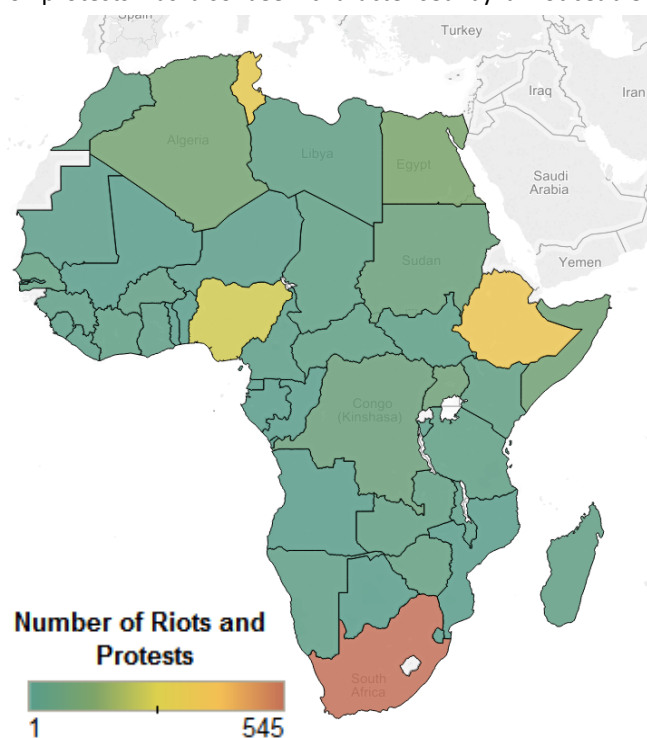 Spain
Turkey
Iraq
Iran
Algeria
Libya
Egypt
Saudi
Arabia
Sudan
Yemen
Congo
(Kinshasa)
Number of Riots and
Protests
South
Africa
1 545